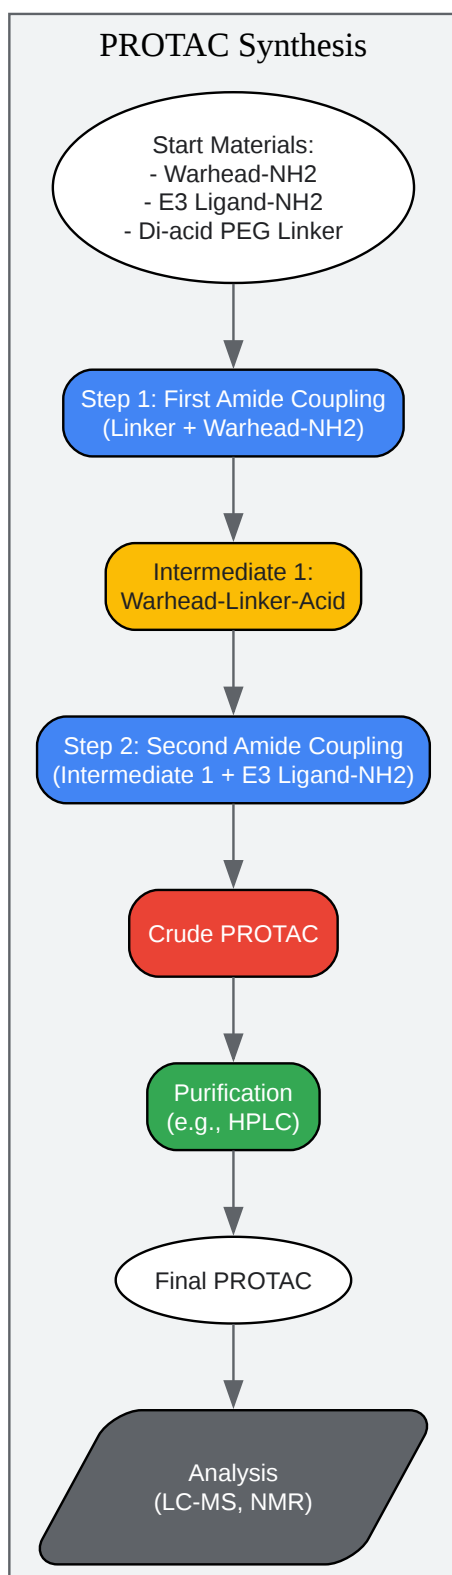 PROTAC Synthesis
Start Materials:
- Warhead-NH2
- E3 Ligand-NH2
- Di-acid PEG Linker
Step 1: First Amide Coupling
(Linker + Warhead-NH2)
Intermediate 1:
Warhead-Linker-Acid
Step 2: Second Amide Coupling
(Intermediate 1 + E3 Ligand-NH2)
Crude PROTAC
Purification
(e.g., HPLC)
Final PROTAC
Analysis
(LC-MS, NMR)